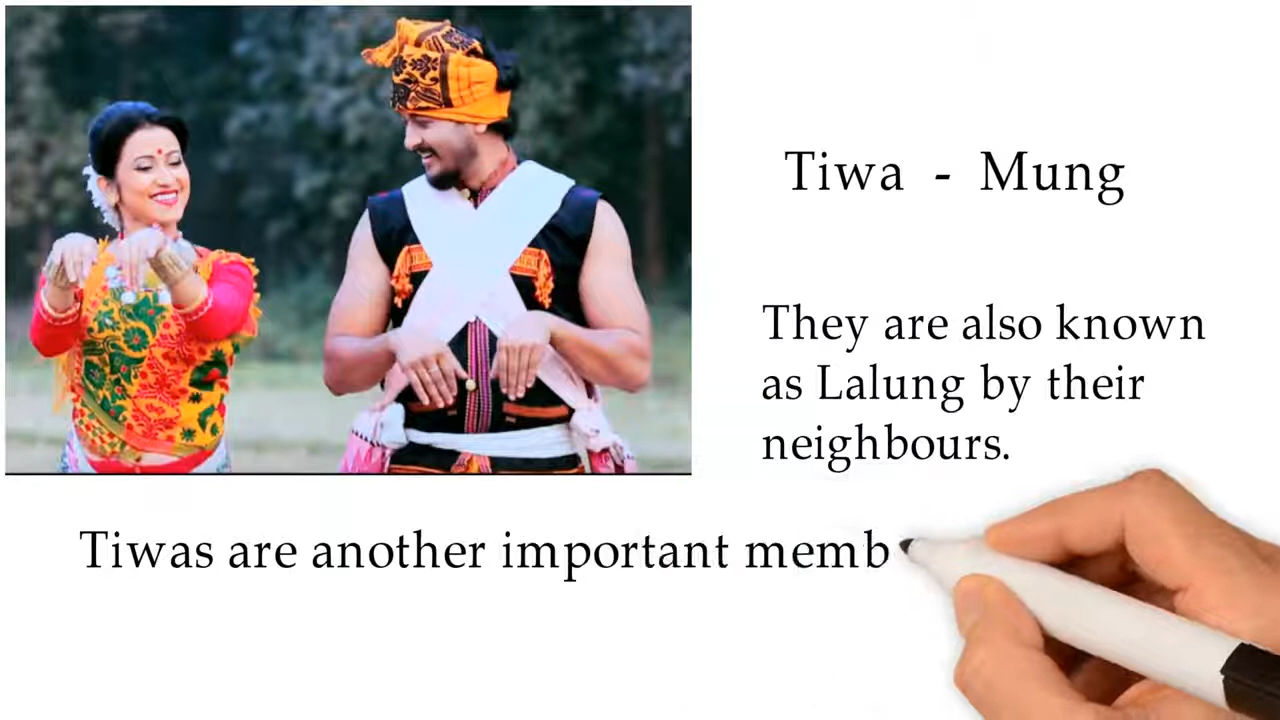 Tiwa - Mung
They are also known
as Lalung by their
neighbours.
Tiwas are another important memb